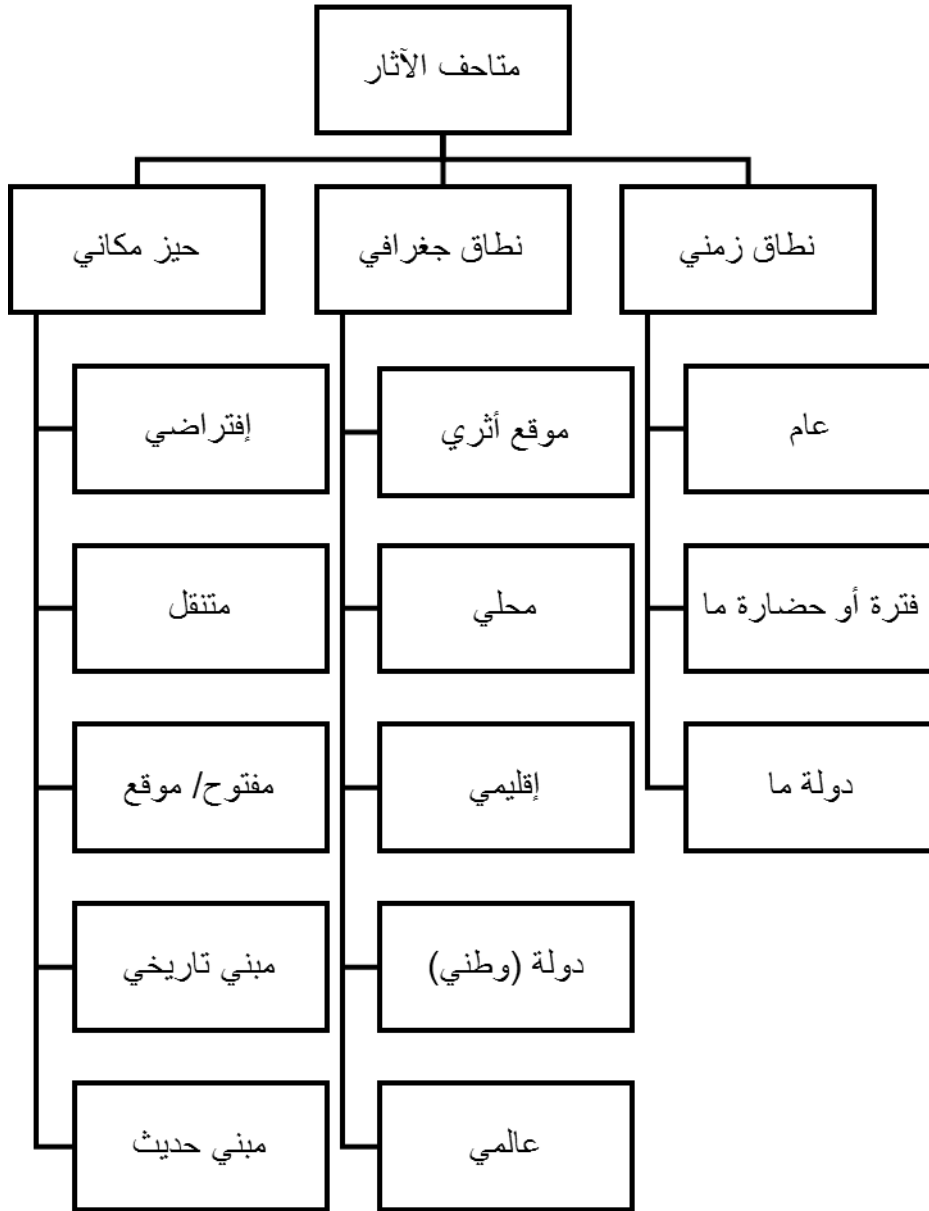 متاحف الآثار
نطاق زمني
نطاق جغرافي
حيز مكاني
عام
موقع أثري
إفتراضي
فترة أو حضارة ما
محلي
متنقل
دولة ما
إقليمي
مفتوح/ موقع
دولة (وطني)
مبني تاريخي
عالمي
مبني حديث